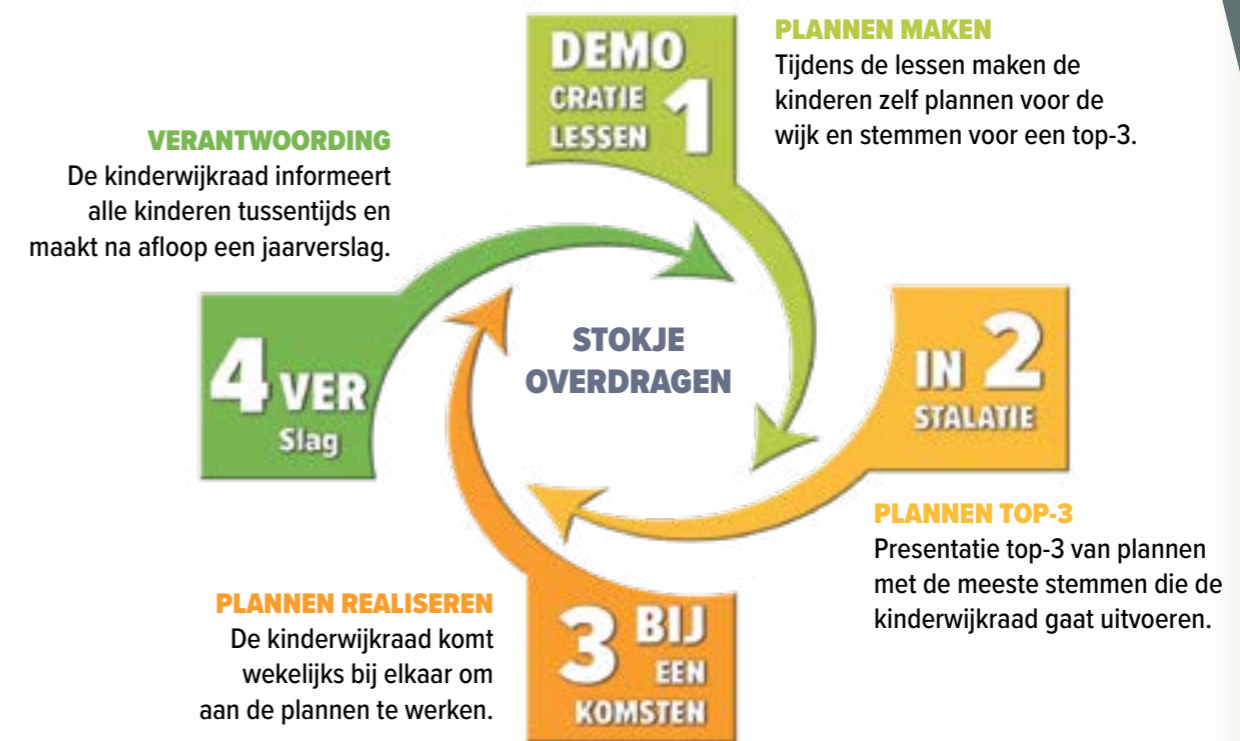 DEMO
CRATIE
LESSEN
1
PLANNEN MAKEN
Tijdens de lessen maken de
kinderen zelf plannen voor de
wijk en stemmen voor een top-3.
IN 2
STALATIE
PLANNEN TOP-3
Presentatie top-3 van plannen
met de meeste stemmen die de
kinderwijkraad gaat uitvoeren.
3 BIJ
EEN
KOMSTEN
PLANNEN REALISEREN
De kinderwijkraad komt
wekelijks bij elkaar om
aan de plannen te werken.
4 VER
Slag
VERANTWOORDING
De kinderwijkraad informeert
alle kinderen tussentijds en
maakt na afloop een jaarverslag.
STOKJE
OVERDRAGEN